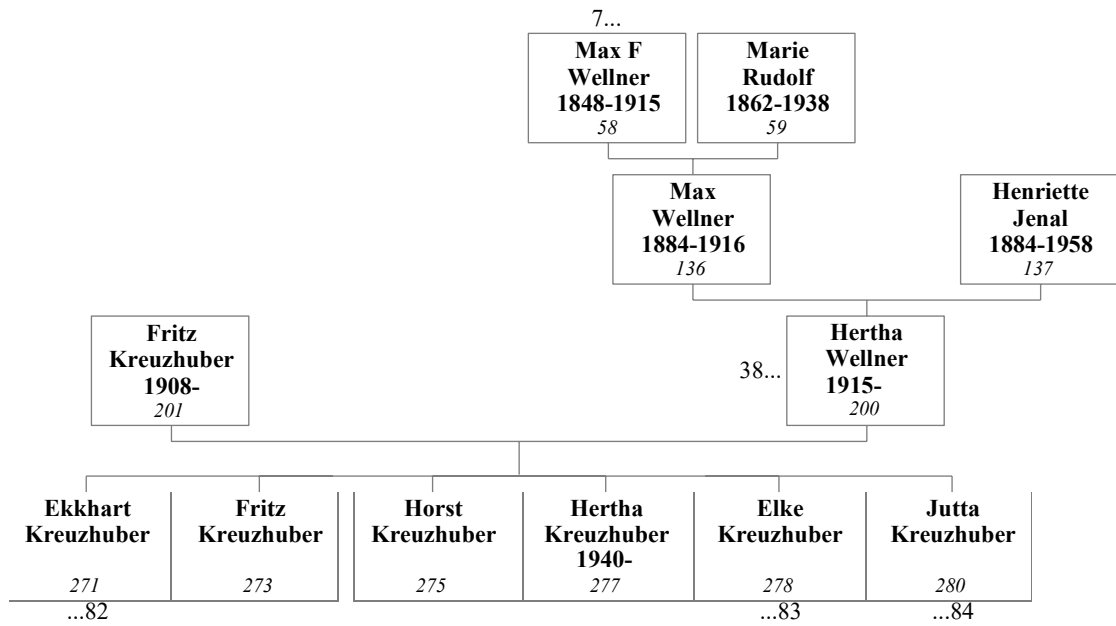 7...
Max F
Wellner
1848-1915
58
Marie
Rudolf
1862-1938
59
Max
Wellner
1884-1916
136
Henriette
Jenal
1884-1958
137
Fritz
Kreuzhuber
1908-
201
38...
Hertha
Wellner
1915-
200
Ekkhart
Kreuzhuber
271
...82
Fritz
Kreuzhuber
273
Horst
Kreuzhuber
275
Hertha
Kreuzhuber
1940-
277
Elke
Kreuzhuber
278
...83
Jutta
Kreuzhuber
280
...84